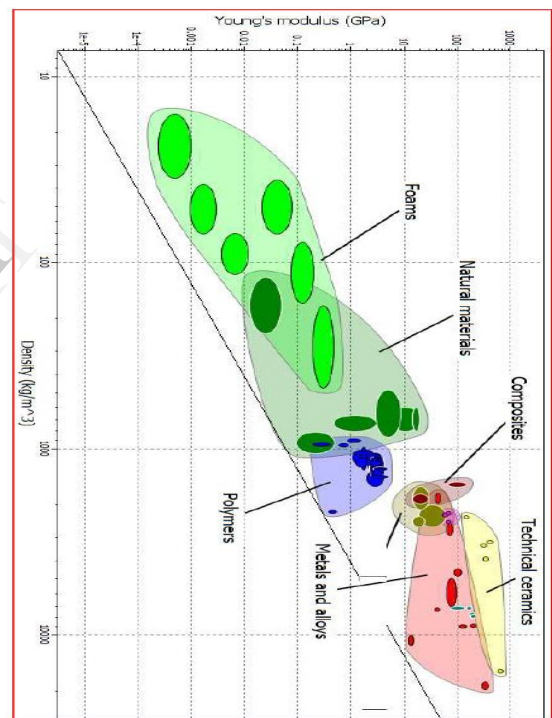 Young's modulus (GPa)
1000
100
10
1
0.1
0.01
0.001
1e-4
1e-5
10
100
1000
10000
Density (kg/m^3)
Foams
Natural materials
Composites
Technical ceramics
Polymers
Metals and alloys